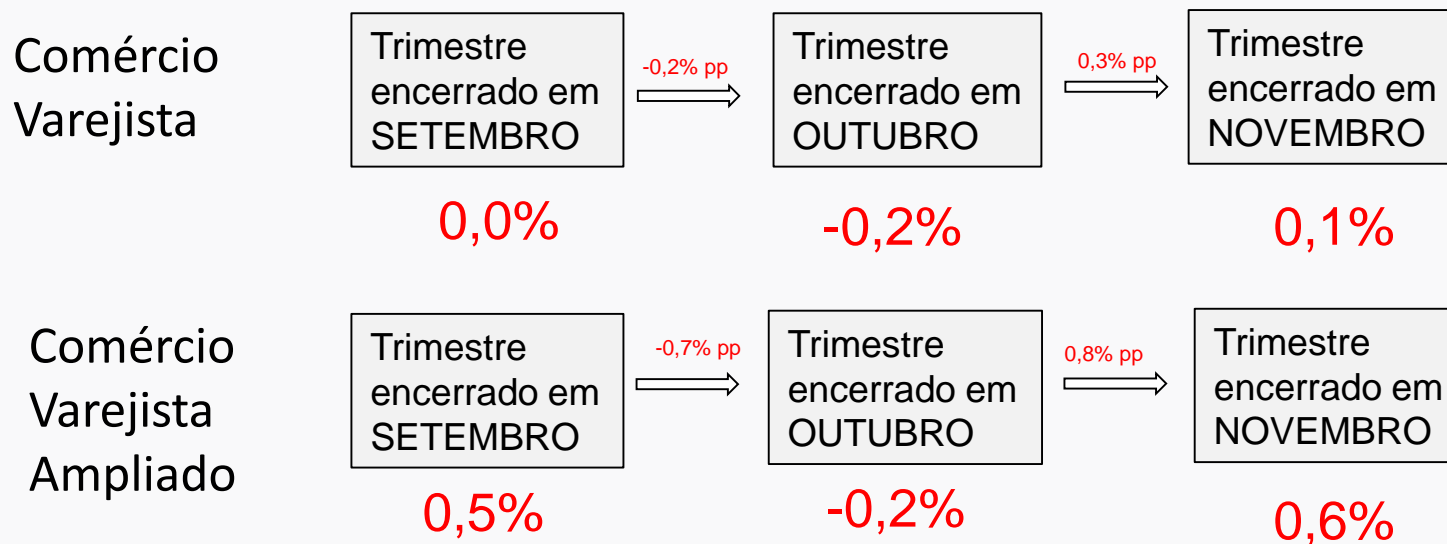 Comércio
Varejista
Trimestre
encerrado em
SETEMBRO
-0,2% pp
Trimestre
encerrado em
OUTUBRO
0,3% pp
Trimestre
encerrado em
NOVEMBRO
0,0%
-0,2%
0,1%
Comércio
Varejista
Ampliado
Trimestre
encerrado em
SETEMBRO
-0,7% pp
Trimestre
encerrado em
OUTUBRO
0,8% pp
Trimestre
encerrado em
NOVEMBRO
0,5%
-0,2%
0,6%